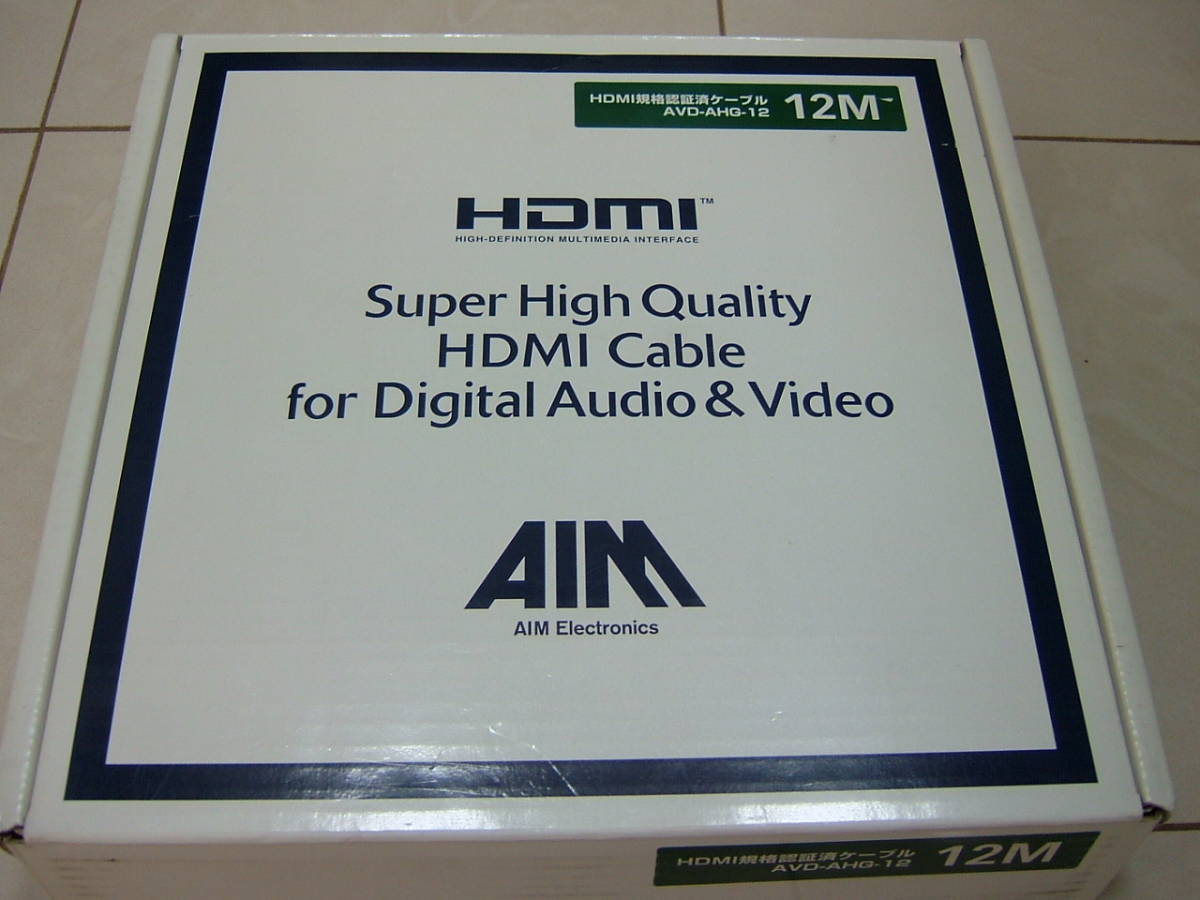 HDMI規格認証済ケーブル
AVD-AHG-12
12M
HDMI™
HIGH-DEFINITION MULTIMEDIA INTERFACE
Super High Quality
HDMI Cable
for Digital Audio & Video
AIM
AIM Electronics
HDMI規格認証済ケーブル
AVD-AHG-12
12M